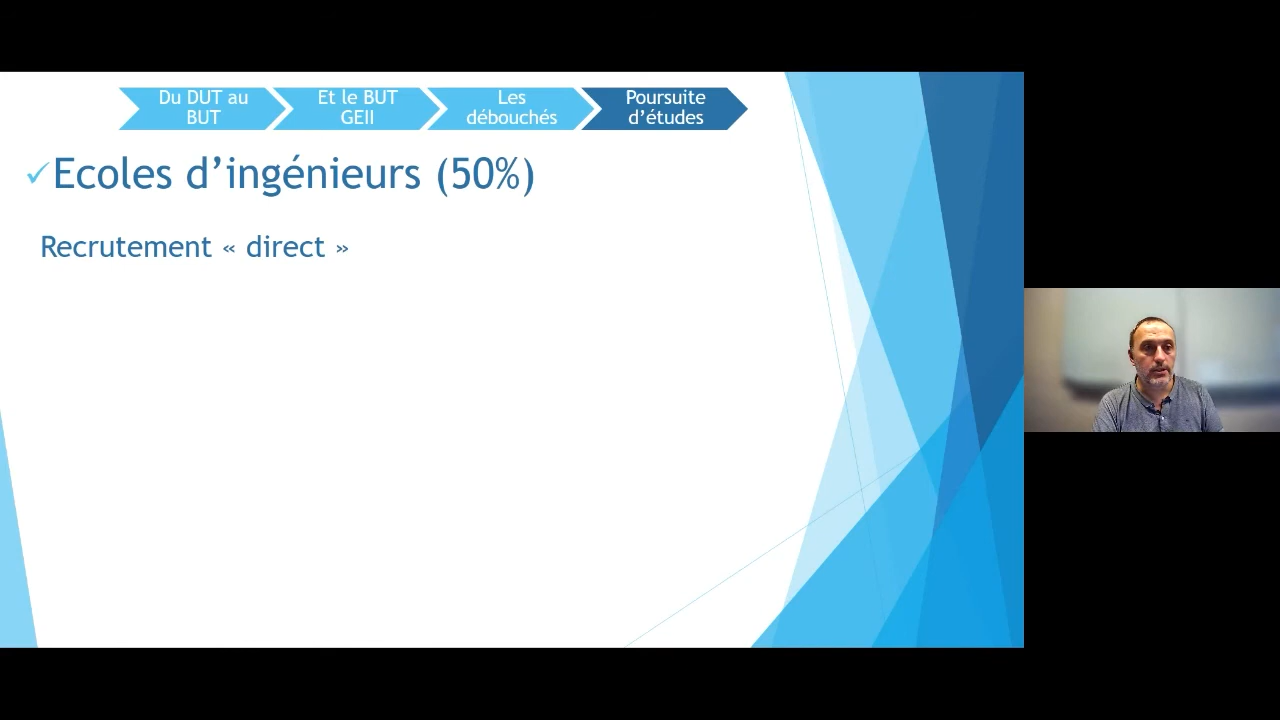 Du DUT au
BUT
Et le BUT
GEII
Les
débouchés
Poursuite
d'études
✓Ecoles d'ingénieurs (50%)
Recrutement « direct »